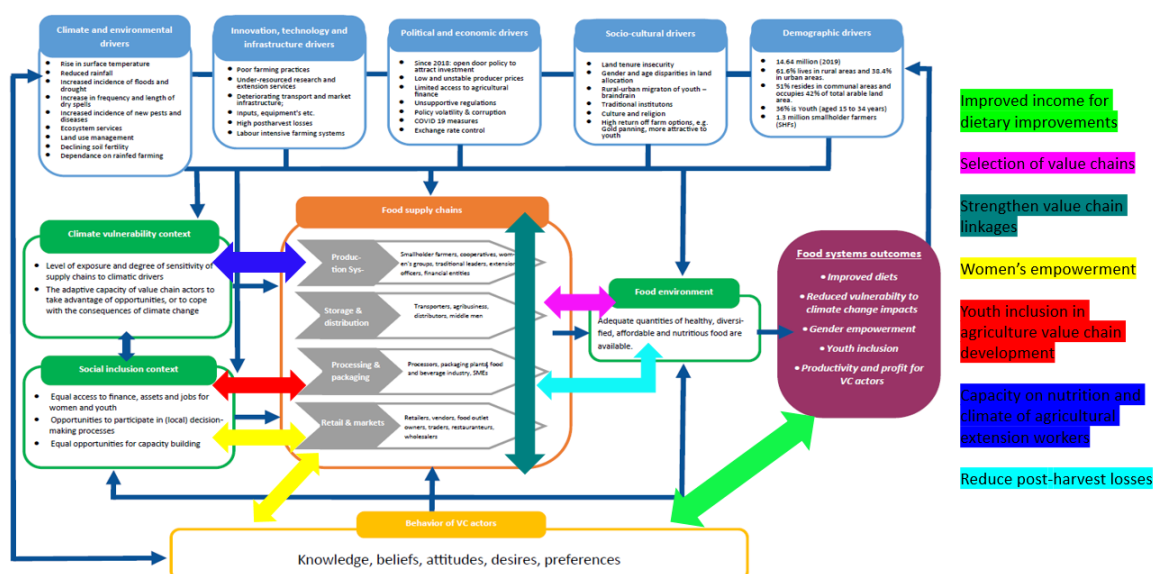 Climate and environmental
drivers
Rise in surface temperature
Reduced rainfall
Increased incidence of floods and
drought
Increase in frequency and length of
dry spells
Increased incidence of new pests and
diseases
Ecosystem services
Land use management
Declining soil fertility
Dependance on rainfed farming
Innovation, technology and
infrastructure drivers
Poor farming practices
Under-resourced research and
extension services
Deteriorating transport and market
infrastructure;
Inputs, equipment's etc.
High postharvest losses
Labour intensive farming systems
Political and economic drivers
Since 2018: open door policy to
attract investment
Low and unstable producer prices
Limited access to agricultural
finance
Unsupportive regulations
Policy volatility & corruption
COVID 19 measures
Exchange rate control
Socio-cultural drivers
Land tenure insecurity
Gender and age disparities in land
allocation
Rural-urban migraton of youth –
braindrain
Traditional institutons
Culture and religion
High return off farm options, e.g.
Gold panning, more attractive to
youth
Demographic drivers
14.64 million (2019)
61.6% lives in rural areas and 38.4%
in urban areas.
51% resides in communal areas and
occupies 42% of total arable land
area.
36% is Youth (aged 15 to 34 years)
1.3 million smallholder farmers
(SHFs)
Climate vulnerability context
Level of exposure and degree of sensitivity of
supply chains to climatic drivers
The adaptive capacity of value chain actors to
take advantage of opportunities, or to cope
with the consequences of climate change
Social inclusion context
Equal access to finance, assets and jobs for
women and youth
Opportunities to participate in (local) decision-
making processes
Equal opportunities for capacity building
Food supply chains
Produc-
tion Sys-
Smallholder farmers, cooperatives, wom-
en's groups, traditional leaders, extension
officers, financial entities
Storage &
distribution
Transporters, agribusiness,
distributors, middle men
Processing &
packaging
Processors, packaging plants, food
and beverage industry, SMEs
Retail & markets
Retailers, vendors, food outlet
owners, traders, restauranteurs,
wholesalers
Food environment
Adequate quantities of healthy, diversi-
fied, affordable and nutritious food are
available.
Food systems outcomes
Improved diets
Reduced vulnerabilty to
climate change impacts
Gender empowerment
Youth inclusion
Productivity and profit for
VC actors
Behavior of VC actors
Knowledge, beliefs, attitudes, desires, preferences
Improved income for
dietary improvements
Selection of value chains
Strengthen value chain
linkages
Women's empowerment
Youth inclusion in
agriculture value chain
development
Capacity on nutrition and
climate of agricultural
extension workers
Reduce post-harvest losses